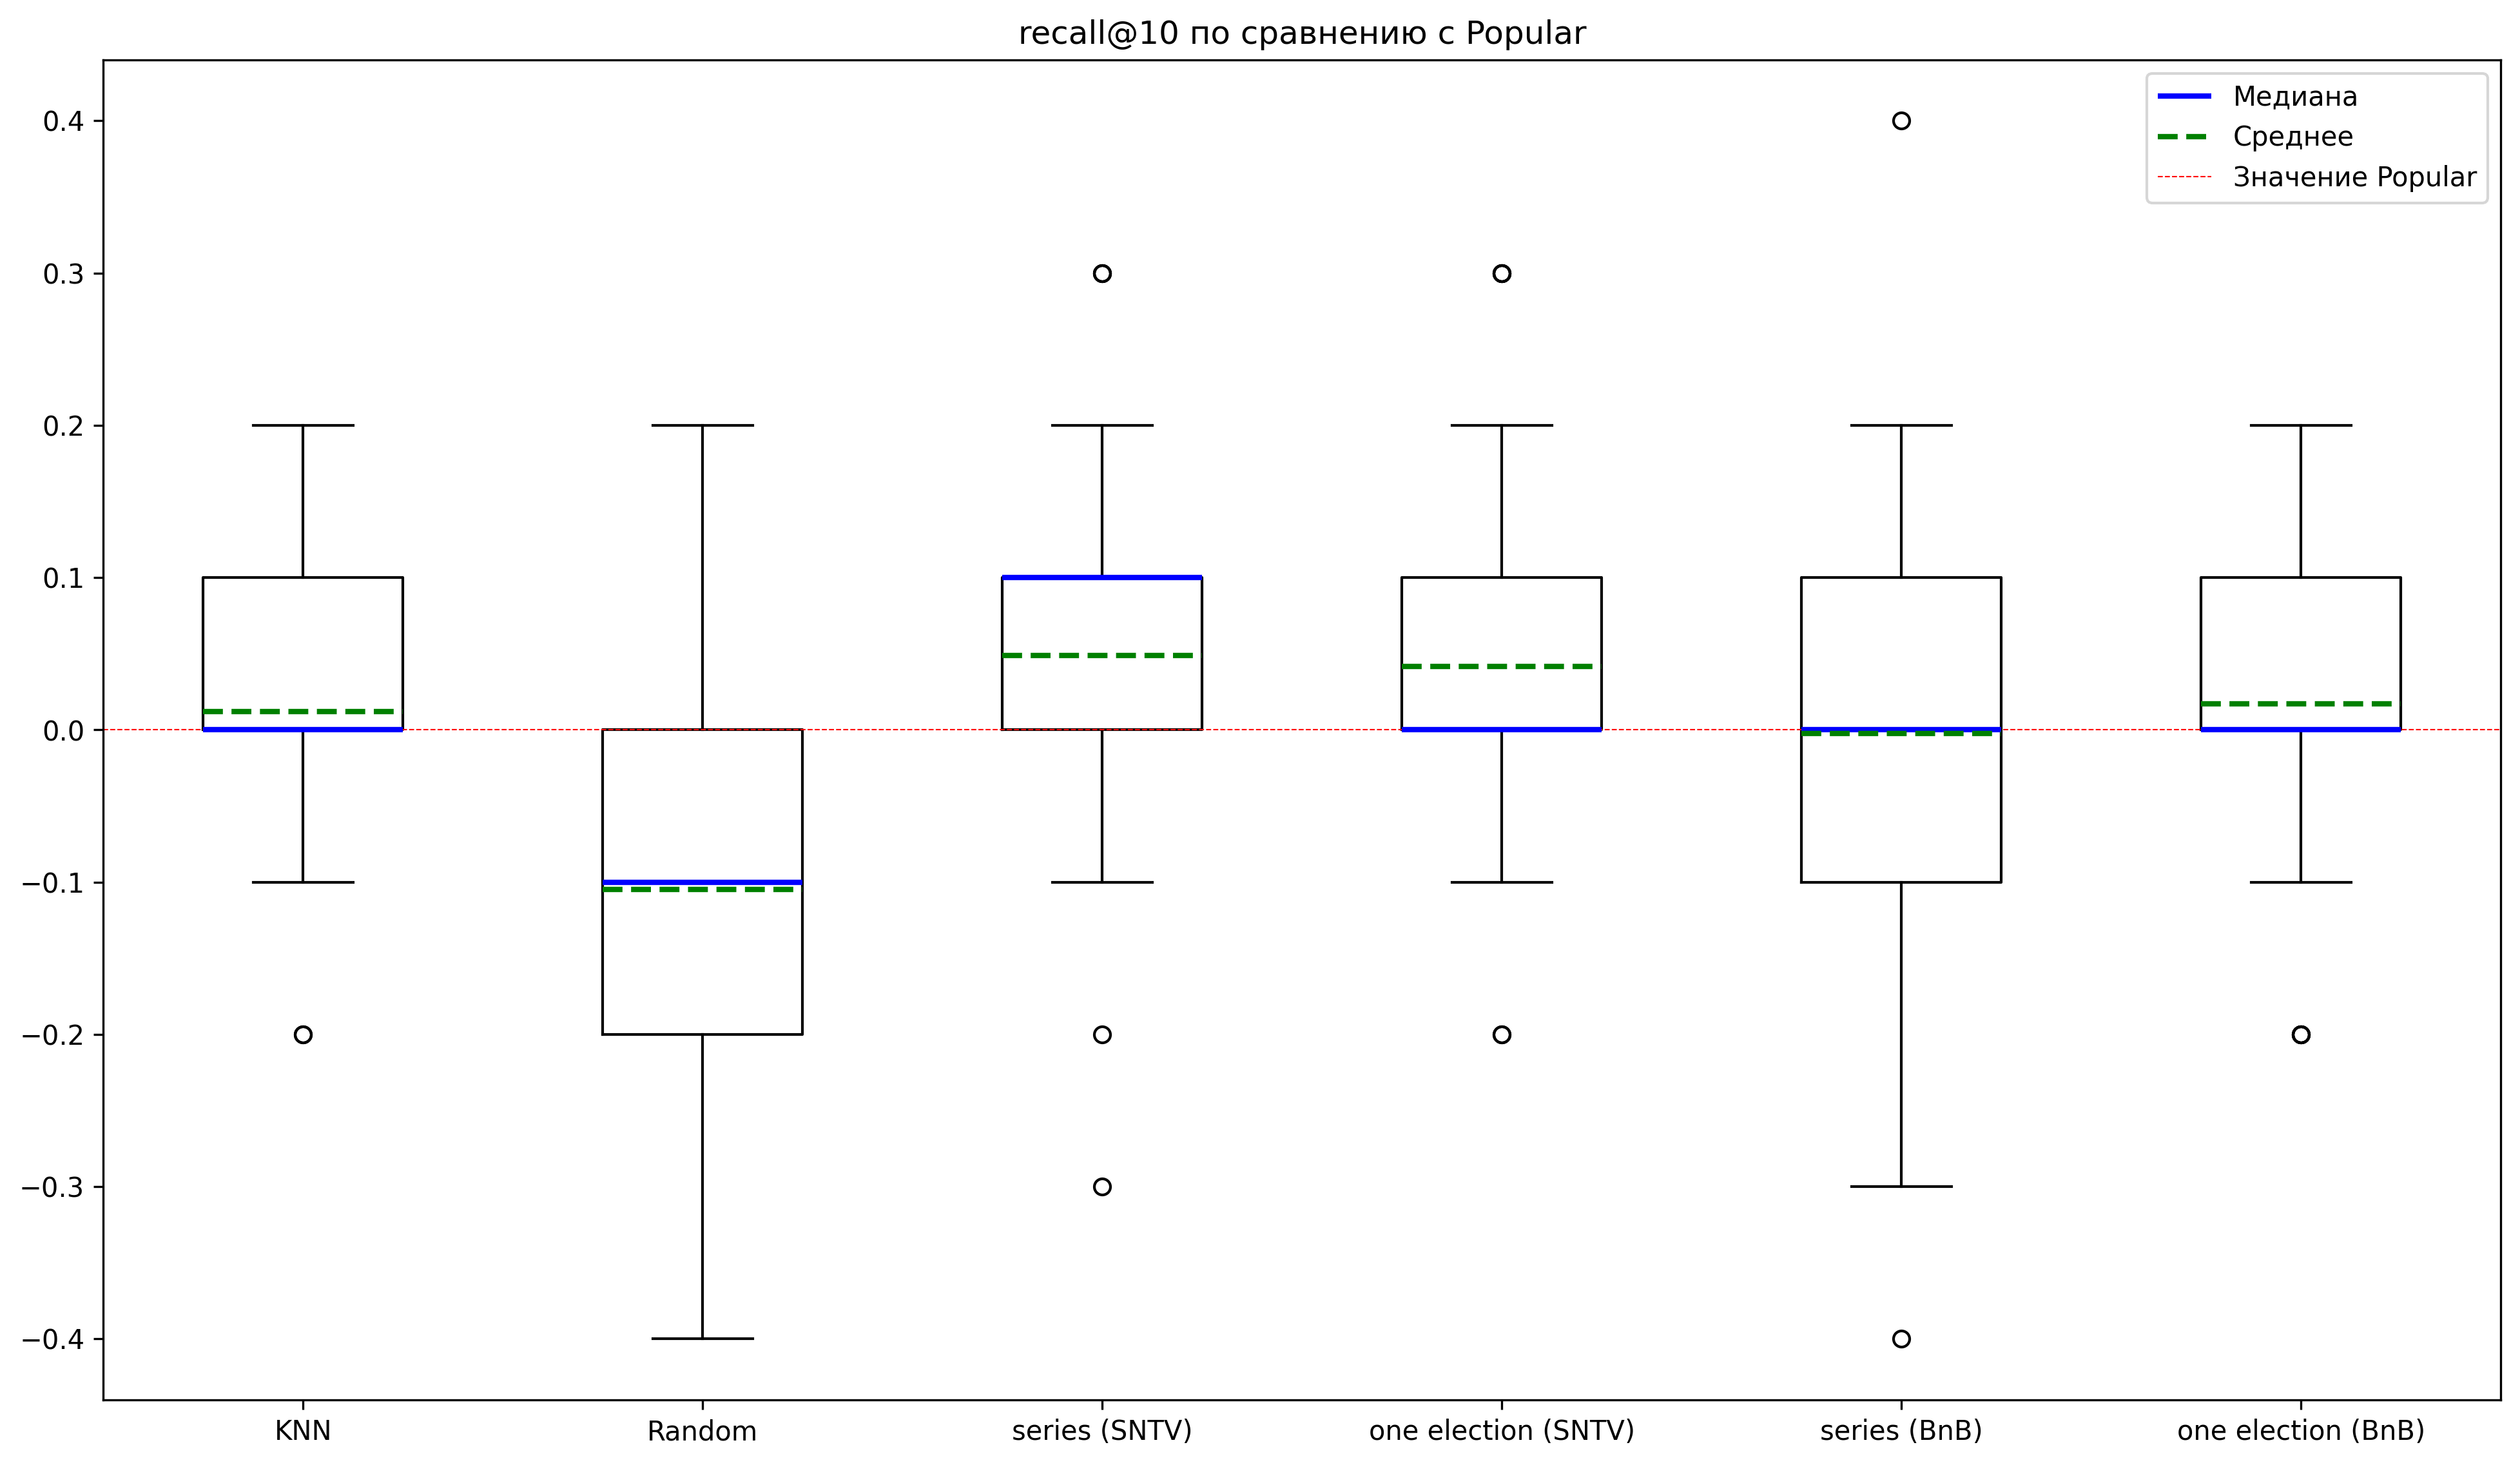 recall@10 по сравнению с Popular
Медиана
Среднее
Значение Popular
0.4
0.3
0.2
0.1
0.0
−0.1
−0.2
−0.3
−0.4
KNN
Random
series (SNTV)
one election (SNTV)
series (BnB)
one election (BnB)